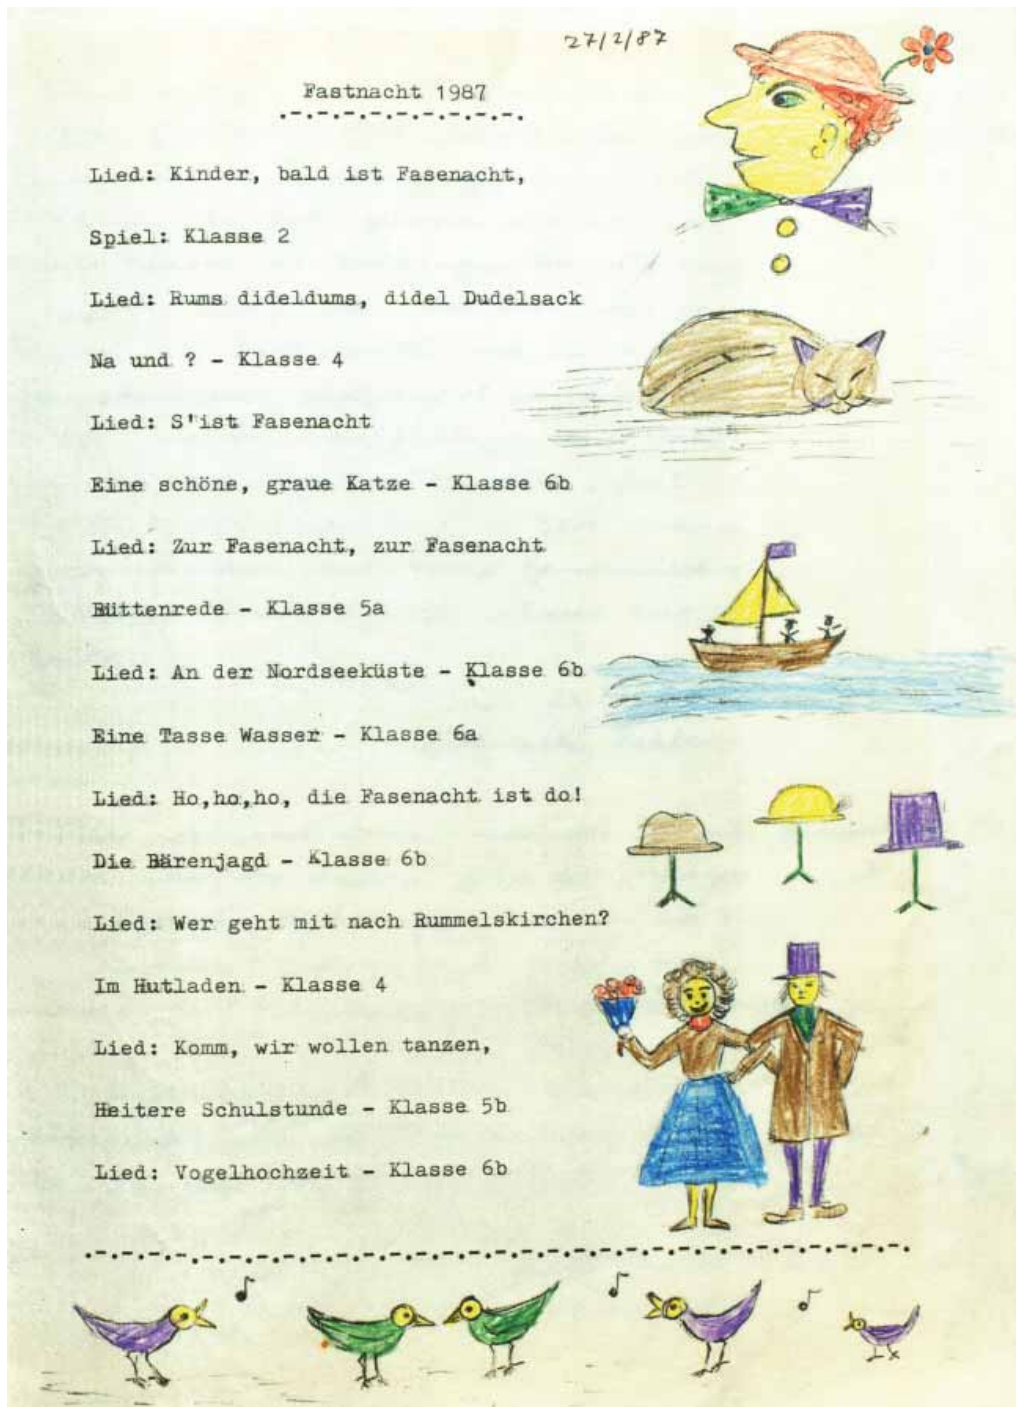 27/2/87
Fastnacht 1987
Lied: Kinder, bald ist Fasenacht,
Spiel: Klasse 2
Lied: Rums dideldums, didel Dudelsack
Na und ? - Klasse 4
Lied: S'ist Fasenacht
Eine schöne, graue Katze - Klasse 6b
Lied: Zur Fasenacht, zur Fasenacht
Büttenrede - Klasse 5a
Lied: An der Nordseeküste - Klasse 6b
Eine Tasse Wasser - Klasse 6a
Lied: Ho,ho,ho, die Fasenacht ist do!
Die Bärenjagd - Klasse 6b
Lied: Wer geht mit nach Rummelskirchen?
Im Hutladen - Klasse 4
Lied: Komm, wir wollen tanzen,
Heitere Schulstunde - Klasse 5b
Lied: Vogelhochzeit - Klasse 6b